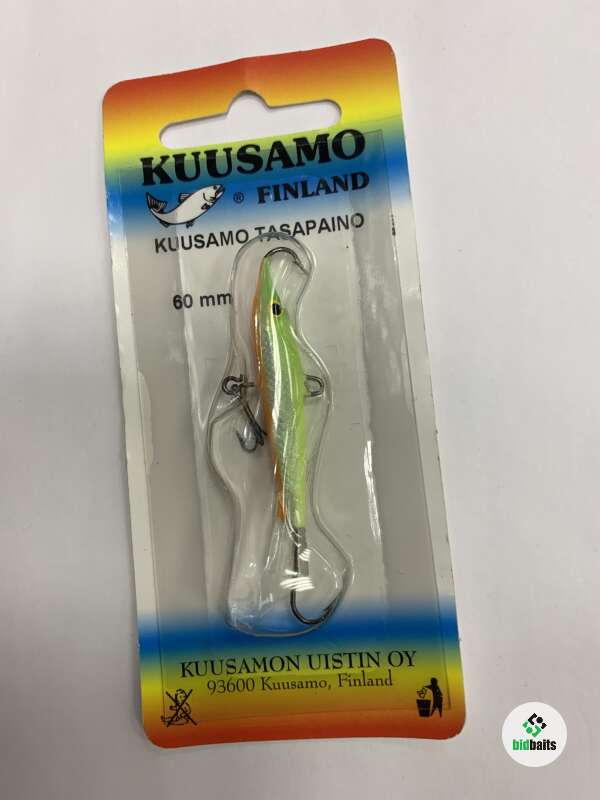 KUUSAMO
® FINLAND
KUUSAMO TASAPAINO
60 mm
KUUSAMON UISTIN OY
93600 Kuusamo, Finland
bidbaits